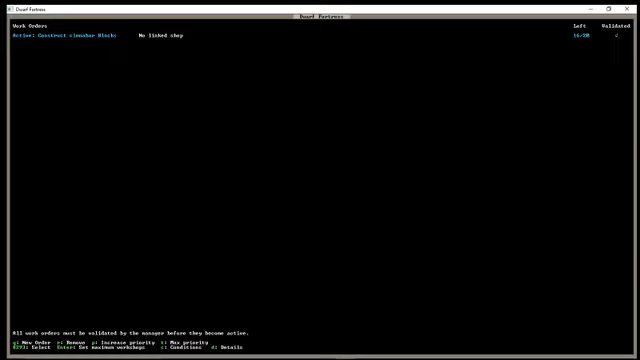 Dwarf Fortress
Dwarf Fortress
Work Orders Left Validated
Active: Construct cinnabar Blocks No linked shop 16/20 √
All work orders must be validated by the manager before they become active.
q: New Order r: Remove p: Increase priority t: Max priority
8293: Select Enter: Set maximum workshops c: Conditions d: Details